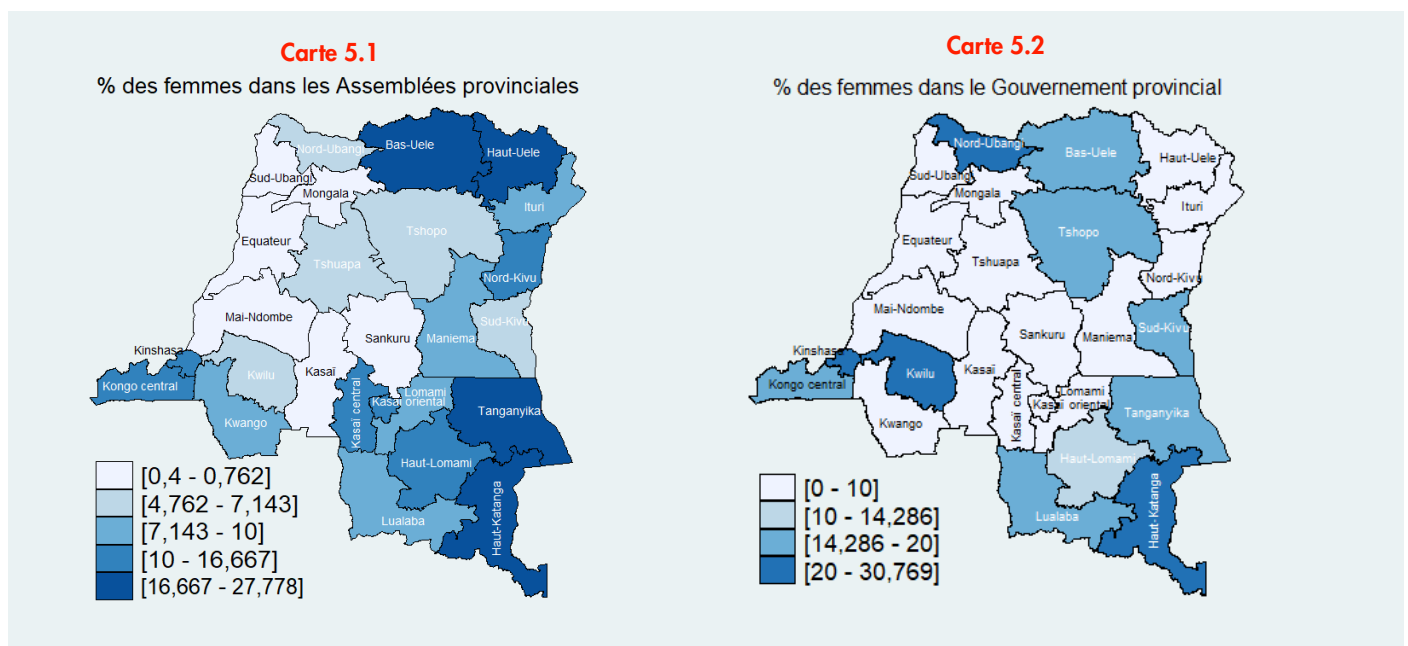 Carte 5.1
% des femmes dans les Assemblées provinciales
Nord-Ubangi
Bas-Uele
Haut-Uele
Sud-Ubangi
Mongala
Ituri
Equateur
Tshopo
Tshuapa
Nord-Kivu
Mai-Ndombe
Sankuru
Maniema
Sud-Kivu
Kinshasa
Kongo central
Kwilu
Kasaï
Kasaï central
Lomami
Kasaï oriental
Tanganyika
Kwango
Haut-Lomami
Lualaba
Haut-Katanga
[0,4 - 0,762]
[4,762 - 7,143]
[7,143 - 10]
[10 - 16,667]
[16,667 - 27,778]
Carte 5.2
% des femmes dans le Gouvernement provincial
Nord-Ubangi
Bas-Uele
Haut-Uele
Sud-Ubangi
Mongala
Ituri
Equateur
Tshopo
Tshuapa
Nord-Kivu
Mai-Ndombe
Sankuru
Maniema
Sud-Kivu
Kinshasa
Kongo central
Kwilu
Kasaï
Kasaï central
Lomami
Kasaï oriental
Tanganyika
Kwango
Haut-Lomami
Lualaba
Haut-Katanga
[0 - 10]
[10 - 14,286]
[14,286 - 20]
[20 - 30,769]